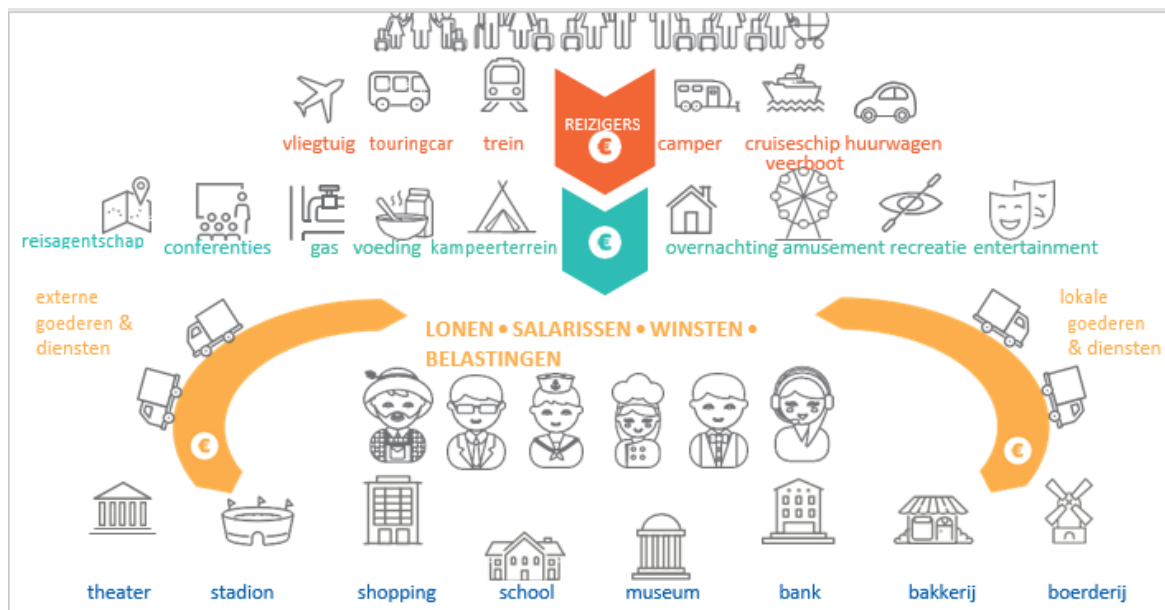 REIZIGERS
€
vliegtuig touringcar trein camper cruiseschip huurwagen
veerboot
€
reisagentschap conferenties gas voeding kampeerterrein overnachting amusement recreatie entertainment
externe
goederen &
diensten
lokale
goederen
& diensten
LONEN • SALARISSEN • WINSTEN •
BELASTINGEN
€
€
theater stadion shopping school museum bank bakkerij boerderij